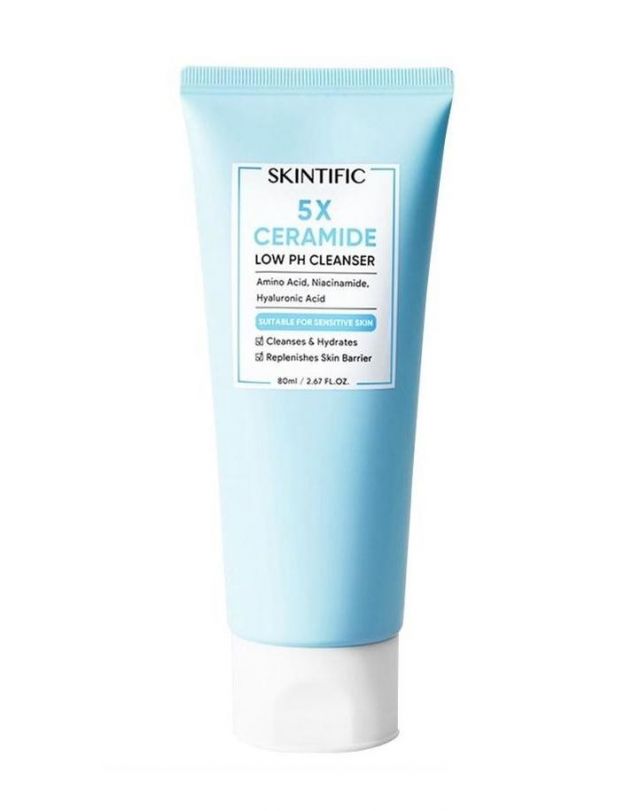 SKINTIFIC
5X
CERAMIDE
LOW PH CLEANSER
Amino Acid, Niacinamide,
Hyaluronic Acid
SUITABLE FOR SENSITIVE SKIN
Cleanses & Hydrates
Replenishes Skin Barrier
80ml / 2.67 FL.OZ.